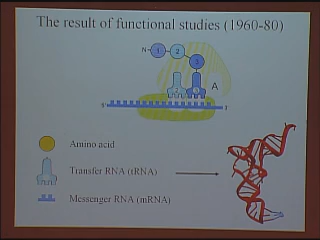 The result of functional studies (1960-80)
N- 1 2 3
A
5' 3'
Amino acid
Transfer RNA (tRNA)
Messenger RNA (mRNA)